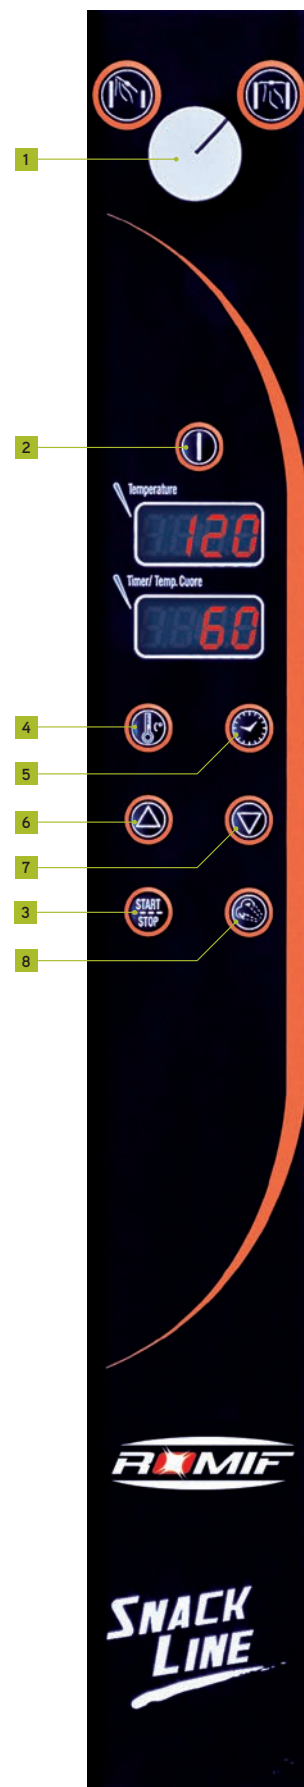 1
2
Temperature
120
Timer/ Temp. Cuore
60
4
C°
5
6
7
3
START
STOP
8
ROMIF
SNACK
LINE